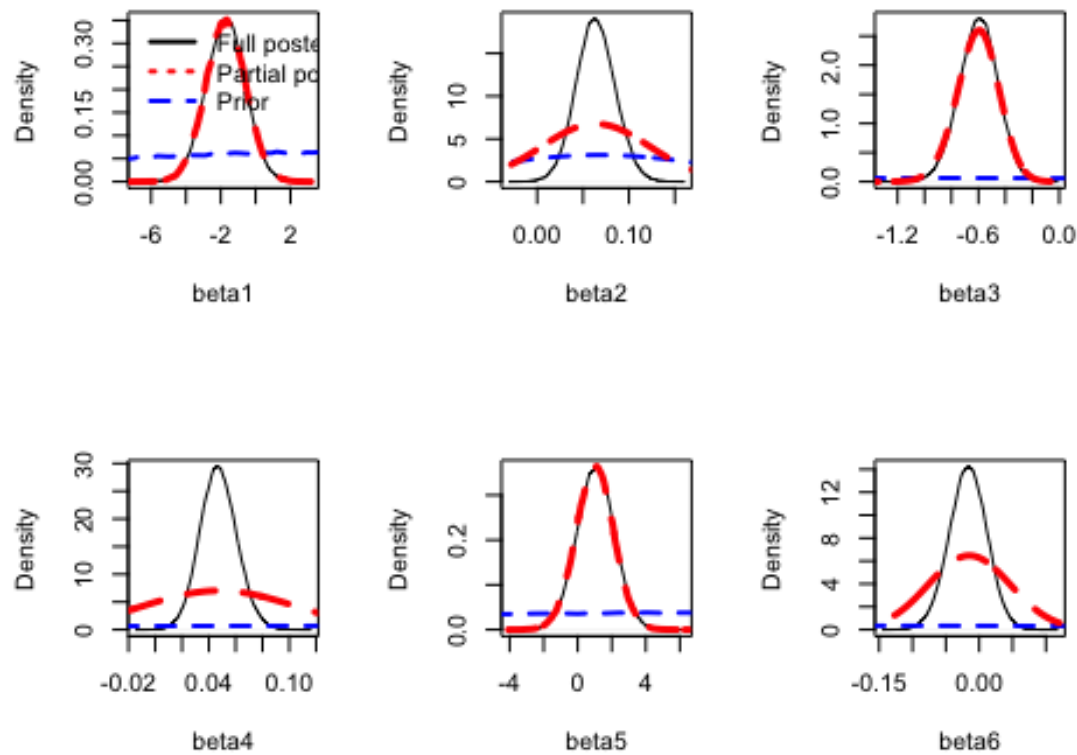 Density
0.00 0.15 0.30
Full poste
Partial po
Prior
-6 -2 2
beta1
Density
0 5 10
0.00 0.10
beta2
Density
0.0 1.0 2.0
-1.2 -0.6 0.0
beta3
Density
0 10 20 30
-0.02 0.04 0.10
beta4
Density
0.0 0.2
-4 0 4
beta5
Density
0 4 8 12
-0.15 0.00
beta6